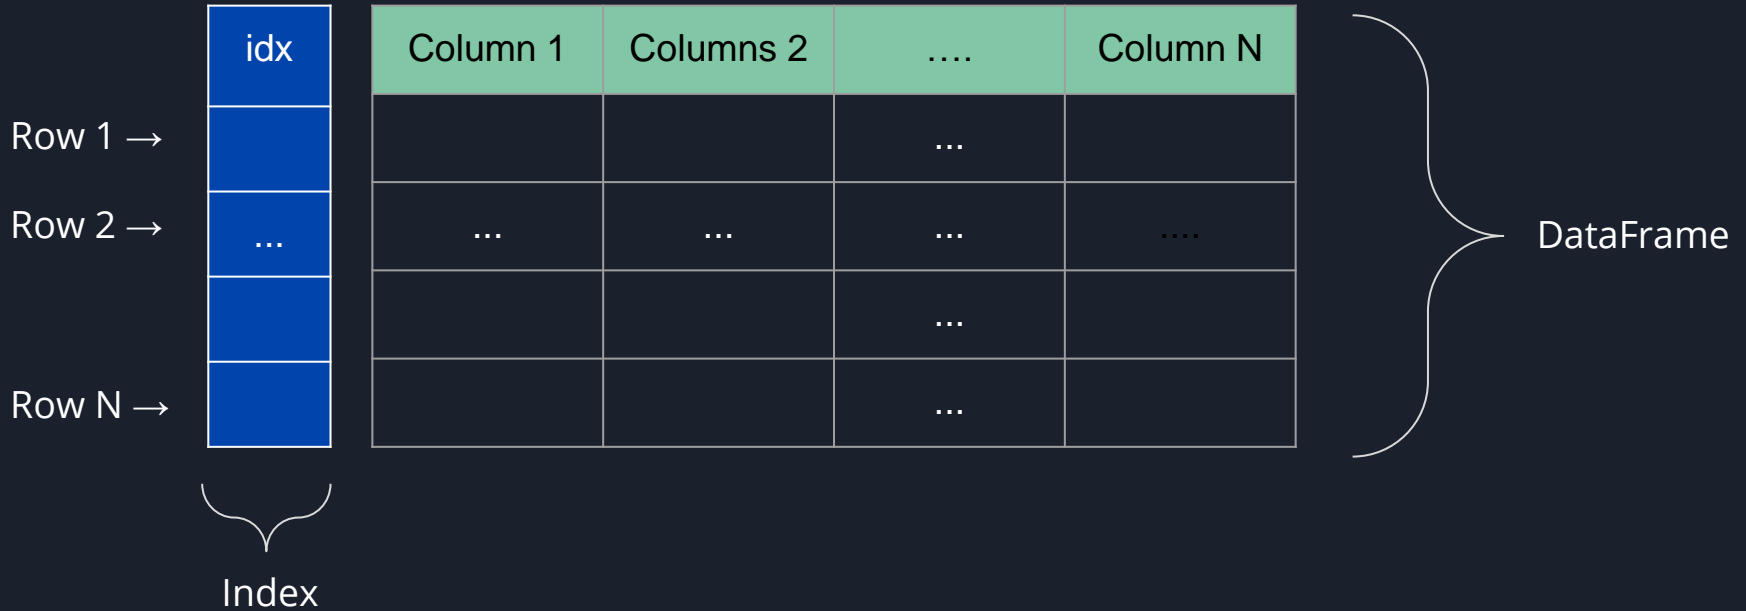 idx Column 1 Columns 2 .... Column N
Row 1 → ...
Row 2 → ... ... ... ... ....
...
Row N → ...
DataFrame
Index